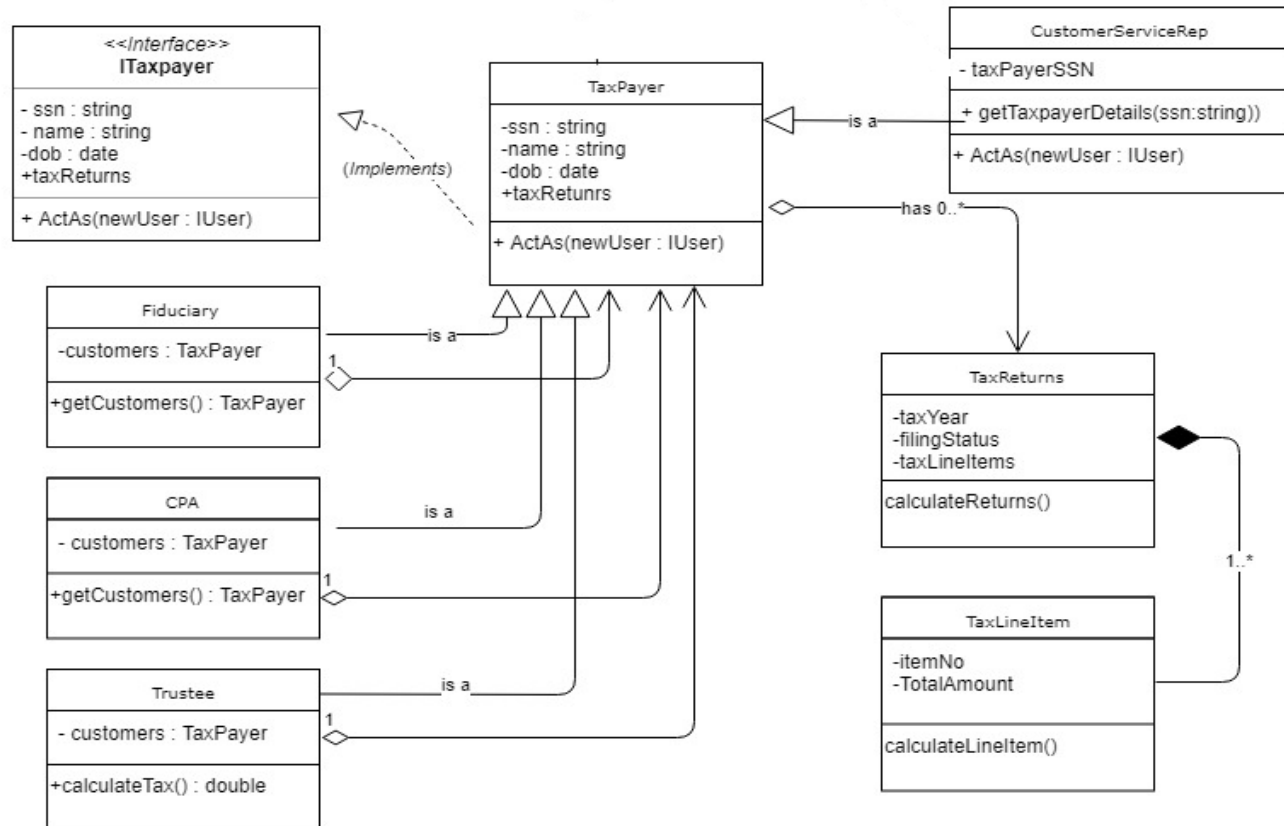 <<Interface>>
ITaxpayer
- ssn : string
- name : string
-dob : date
+taxReturns
+ ActAs(newUser : IUser)
(Implements)
TaxPayer
-ssn : string
-name : string
-dob : date
+taxRetunrs
+ ActAs(newUser : IUser)
is a
CustomerServiceRep
- taxPayerSSN
+ getTaxpayerDetails(ssn:string))
+ ActAs(newUser : IUser)
has 0..*
Fiduciary
-customers : TaxPayer
+getCustomers() : TaxPayer
is a
1
CPA
- customers : TaxPayer
+getCustomers() : TaxPayer
is a
1
Trustee
- customers : TaxPayer
+calculateTax() : double
is a
1
TaxReturns
-taxYear
-filingStatus
-taxLineItems
calculateReturns()
1..*
TaxLineItem
-itemNo
-TotalAmount
calculateLineItem()